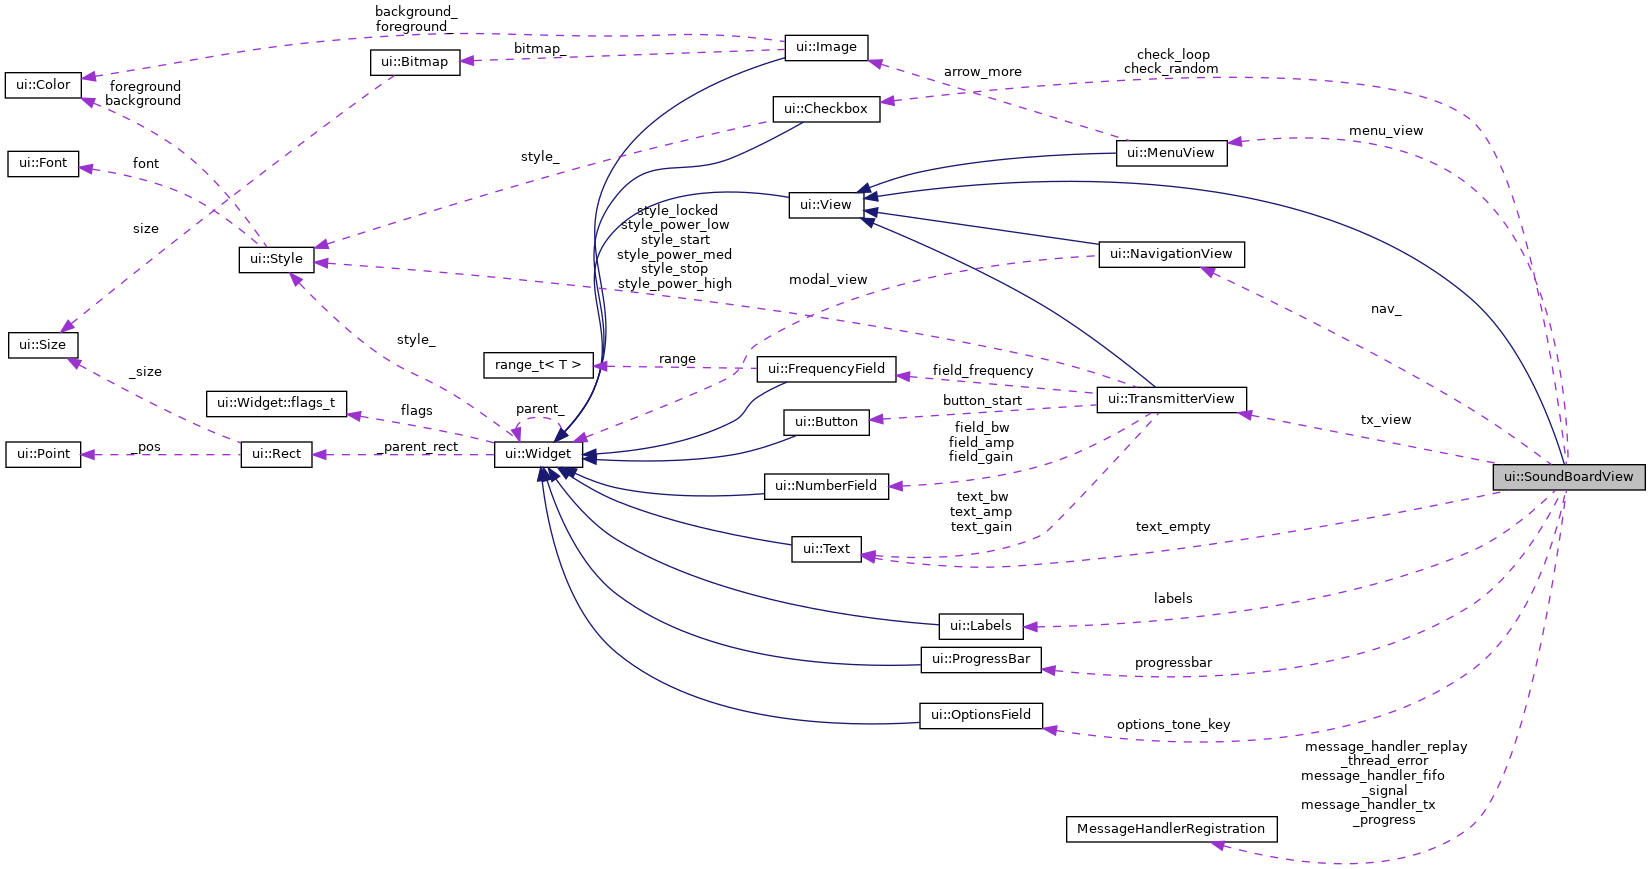 background_
foreground_
ui::Image
bitmap_
ui::Bitmap
check_loop
check_random
arrow_more
ui::Color
foreground
background
ui::Checkbox
menu_view
ui::MenuView
style_
ui::Font
font
ui::View
style_locked
style_power_low
style_start
style_power_med
style_stop
style_power_high
size
ui::Style
ui::NavigationView
modal_view
nav_
ui::Size
style_
range_t< T >
range
ui::FrequencyField
field_frequency
_size
ui::Widget::flags_t
flags
parent_
ui::Button
button_start
ui::TransmitterView
tx_view
field_bw
field_amp
field_gain
ui::Point
_pos
ui::Rect
_parent_rect
ui::Widget
ui::NumberField
ui::SoundBoardView
text_bw
text_amp
text_gain
ui::Text
text_empty
labels
ui::Labels
ui::ProgressBar
progressbar
ui::OptionsField
options_tone_key
message_handler_replay
_thread_error
message_handler_fifo
_signal
message_handler_tx
_progress
MessageHandlerRegistration